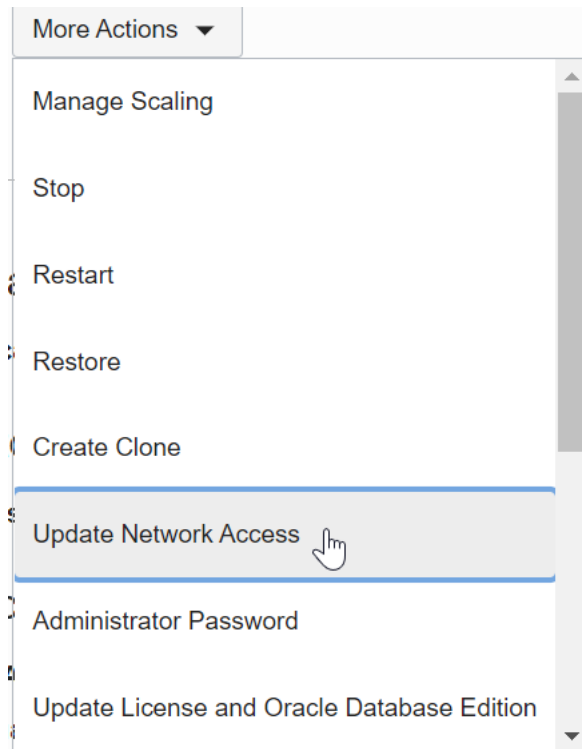 More Actions
Manage Scaling
Stop
Restart
Restore
Create Clone
Update Network Access
Administrator Password
Update License and Oracle Database Edition